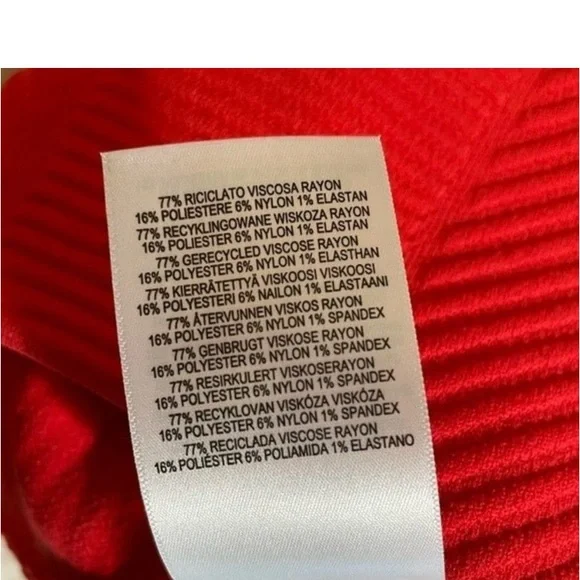 77% RICICLATO VISCOSA RAYON
16% POLIESTERE 6% NYLON 1% ELASTAN
77% RECYKLINGOWANE WISKOZA RAYON
16% POLIESTER 6% NYLON 1% ELASTAN
77% GERECYCLED VISCOSE RAYON
16% POLYESTER 6% NYLON 1% ELASTHAN
77% KIERRÄTETTYÄ VISKOOSI VISKOOSI
16% POLYESTERI 6% NAILON 1% ELASTAANI
77% ÅTERVUNNEN VISKOS RAYON
16% POLYESTER 6% NYLON 1% SPANDEX
77% GENBRUGT VISKOSE RAYON
16% POLYESTER 6% NYLON 1% SPANDEX
77% RESIRKULERT VISKOSERAYON
16% POLYESTER 6% NYLON 1% SPANDEX
77% RECYKLOVAN VISKÓZA VISKÓZA
16% POLYESTER 6% NYLON 1% SPANDEX
77% RECICLADA VISCOSE RAYON
16% POLIÉSTER 6% POLIAMIDA 1% ELASTANO